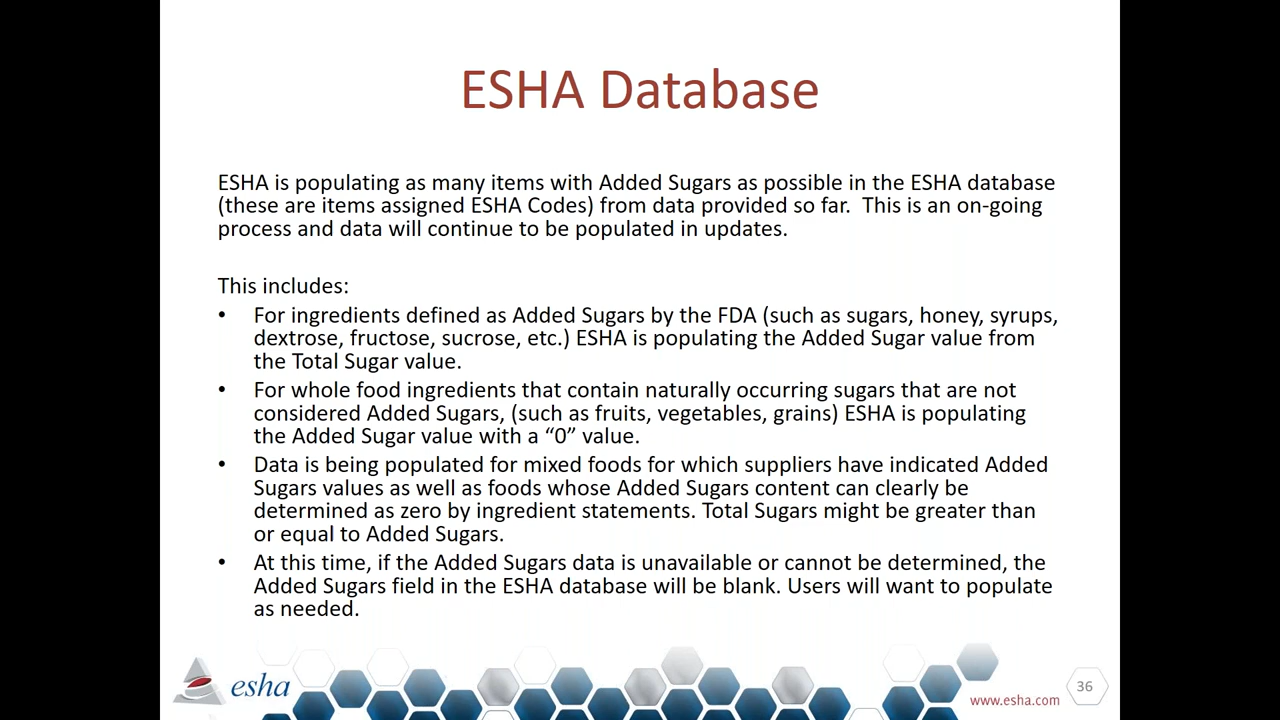 ESHA Database
ESHA is populating as many items with Added Sugars as possible in the ESHA database
(these are items assigned ESHA Codes) from data provided so far.  This is an on-going
process and data will continue to be populated in updates.
This includes:
• For ingredients defined as Added Sugars by the FDA (such as sugars, honey, syrups,
dextrose, fructose, sucrose, etc.) ESHA is populating the Added Sugar value from
the Total Sugar value.
• For whole food ingredients that contain naturally occurring sugars that are not
considered Added Sugars, (such as fruits, vegetables, grains) ESHA is populating
the Added Sugar value with a “0” value.
• Data is being populated for mixed foods for which suppliers have indicated Added
Sugars values as well as foods whose Added Sugars content can clearly be
determined as zero by ingredient statements. Total Sugars might be greater than
or equal to Added Sugars.
• At this time, if the Added Sugars data is unavailable or cannot be determined, the
Added Sugars field in the ESHA database will be blank. Users will want to populate
as needed.
esha
www.esha.com
36